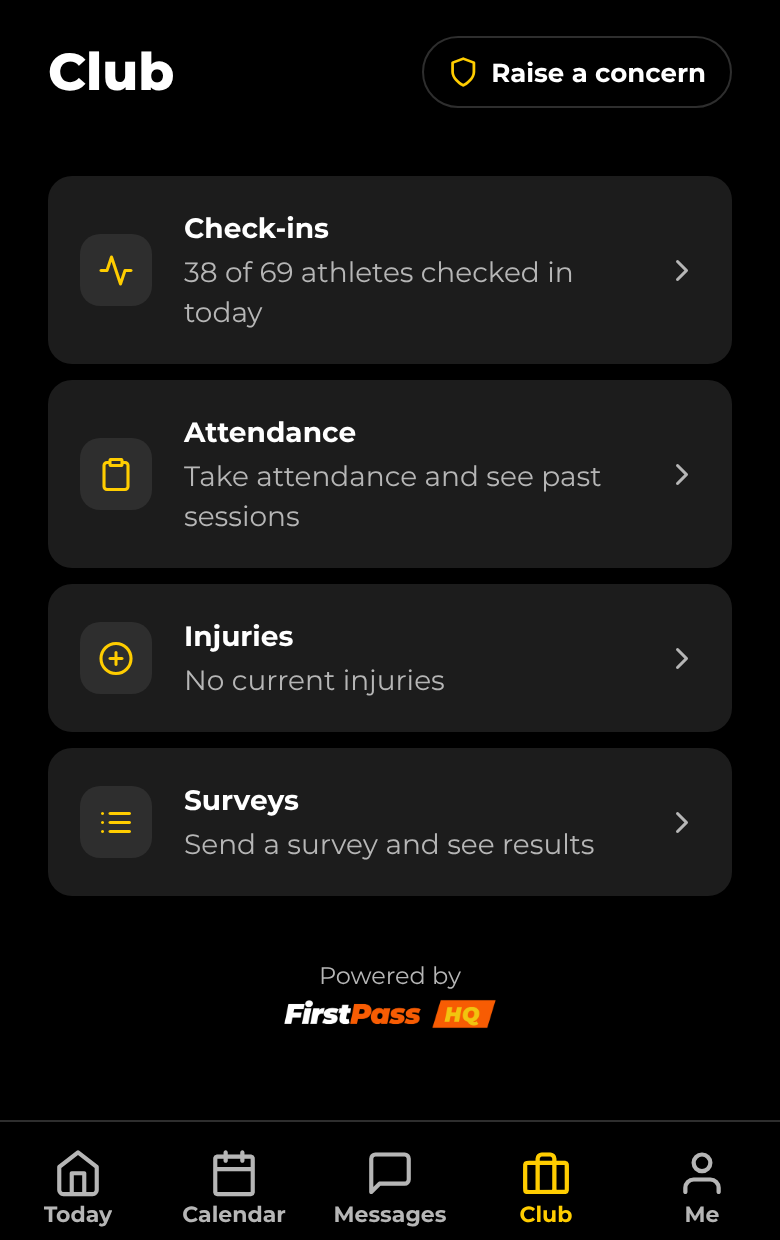 Club
Raise a concern
Check-ins
38 of 69 athletes checked in
today
Attendance
Take attendance and see past
sessions
Injuries
No current injuries
Surveys
Send a survey and see results
Powered by
FirstPass HQ
Today
Calendar
Messages
Club
Me